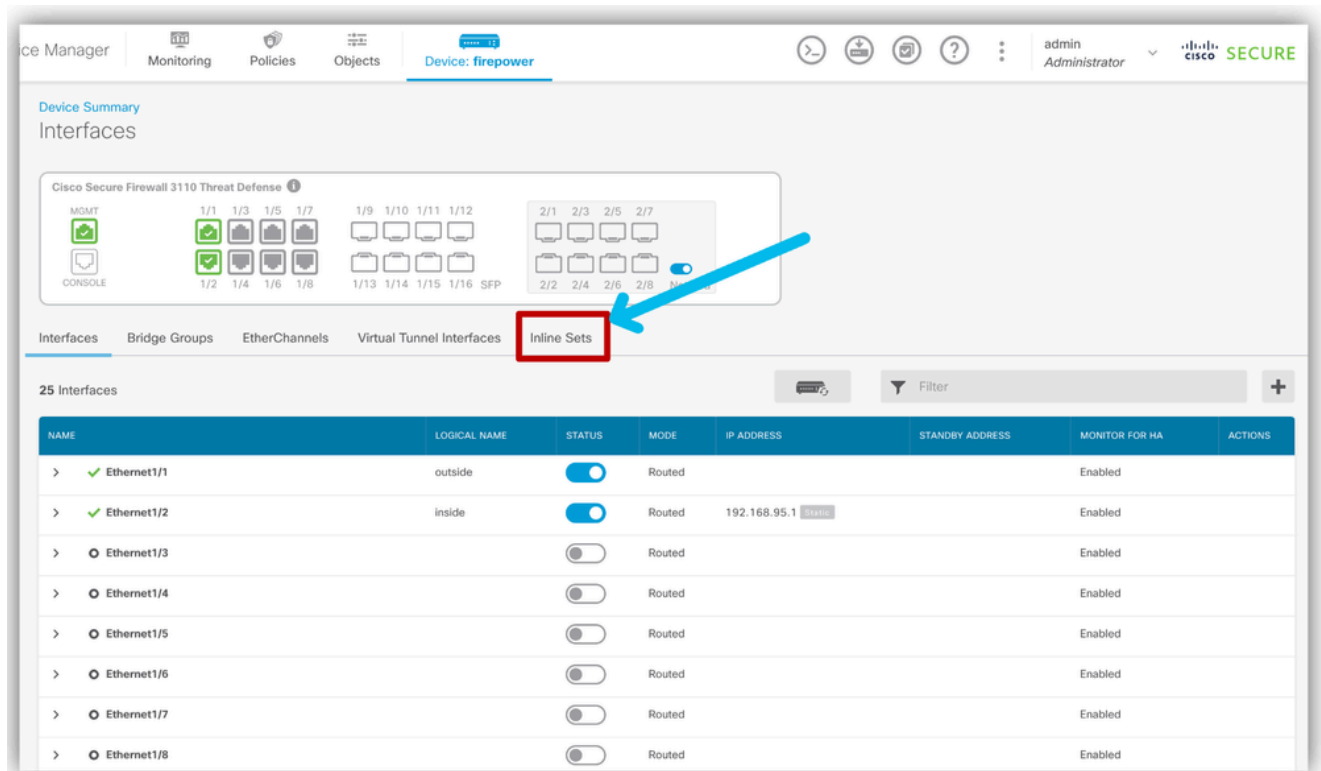 ice Manager
Monitoring
Policies
Objects
Device: firepower
admin
Administrator
cisco SECURE
Device Summary
Interfaces
Cisco Secure Firewall 3110 Threat Defense
MGMT
CONSOLE
1/1 1/3 1/5 1/7
1/2 1/4 1/6 1/8
1/9 1/10 1/11 1/12
1/13 1/14 1/15 1/16 SFP
2/1 2/3 2/5 2/7
2/2 2/4 2/6 2/8
Interfaces Bridge Groups EtherChannels Virtual Tunnel Interfaces Inline Sets
25 Interfaces
Filter
NAME LOGICAL NAME STATUS MODE IP ADDRESS STANDBY ADDRESS MONITOR FOR HA ACTIONS
Ethernet1/1 outside Routed Enabled
Ethernet1/2 inside Routed 192.168.95.1 Static Enabled
Ethernet1/3 Routed Enabled
Ethernet1/4 Routed Enabled
Ethernet1/5 Routed Enabled
Ethernet1/6 Routed Enabled
Ethernet1/7 Routed Enabled
Ethernet1/8 Routed Enabled